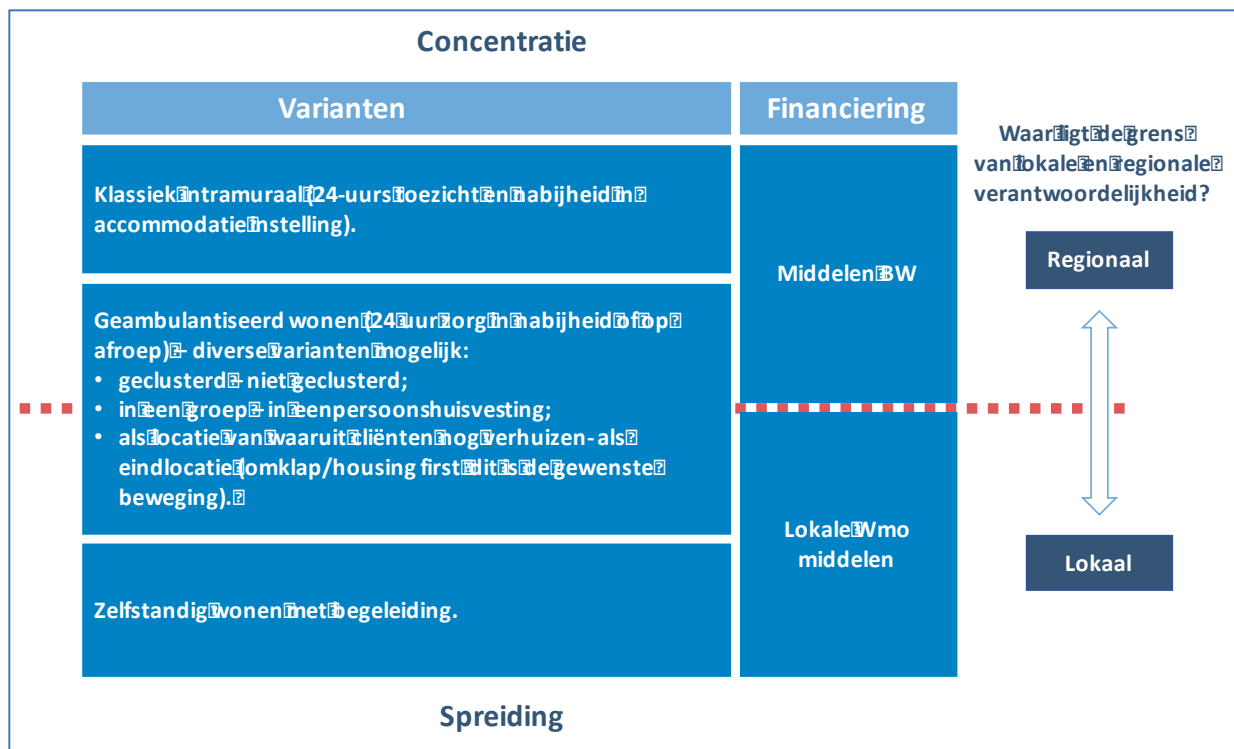 Concentratie
Varianten
Financiering
Klassiek intramuraal (24-uurs toezicht en nabijheid in
accommodatie instelling).
Geambulantiseerd wonen (24 uur zorg in nabijheid of op
afroep) – diverse varianten mogelijk:
• geclusterd – niet geclusterd;
• in een groep – in eenpersoonshuisvesting;
• als locatie van waaruit cliënten nog verhuizen - als
eindlocatie (omklap/housing first dit is de gewenste
beweging).
Zelfstandig wonen met begeleiding.
Middelen BW
Lokale Wmo
middelen
Waar ligt de grens
van lokale en regionale
verantwoordelijkheid?
Regionaal
Lokaal
Spreiding